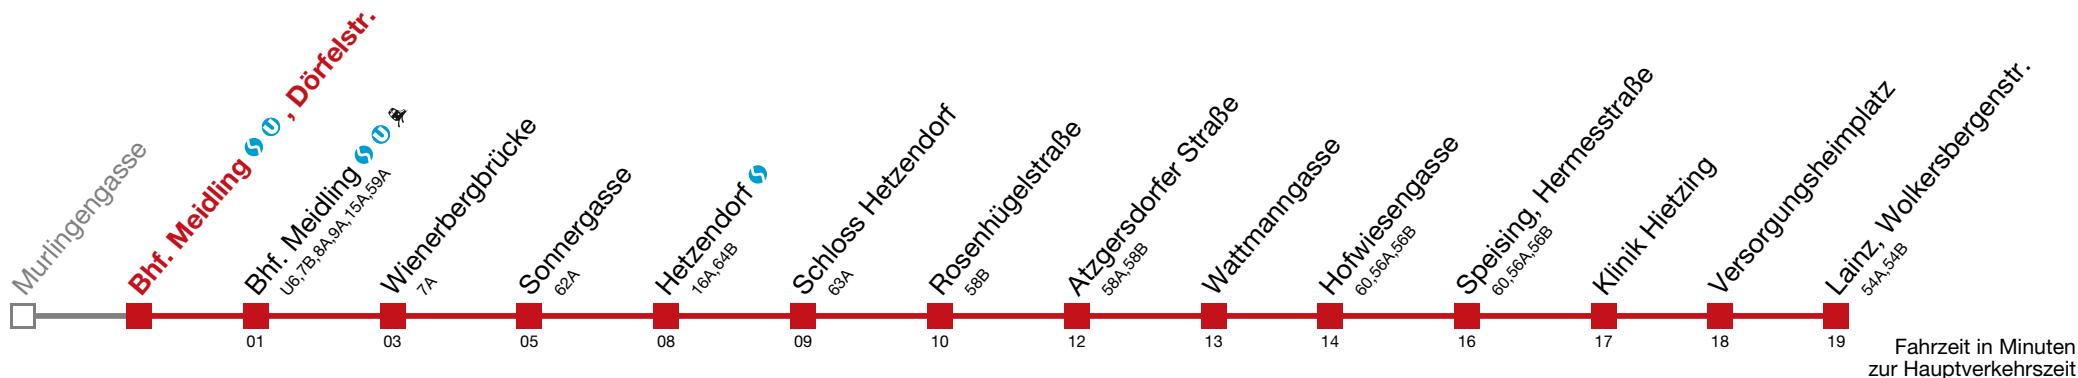 Murlingengasse
Bhf. Meidling , Dörfelstr.
Bhf. Meidling
U6,7B,8A,9A,15A,59A
Wienerbergbrücke
7A
Sonnergasse
62A
Hetzendorf
16A,64B
Schloss Hetzendorf
63A
Rosenhügelstraße
58B
Atzgersdorfer Straße
58A,58B
Wattmanngasse
Hofwiesengasse
60,56A,56B
Speising, Hermesstraße
60,56A,56B
Klinik Hietzing
Versorgungsheimplatz
Lainz, Wolkersbergenstr.
54A,54B
01 03 05 08 09 10 12 13 14 16 17 18 19
Fahrzeit in Minuten
zur Hauptverkehrszeit